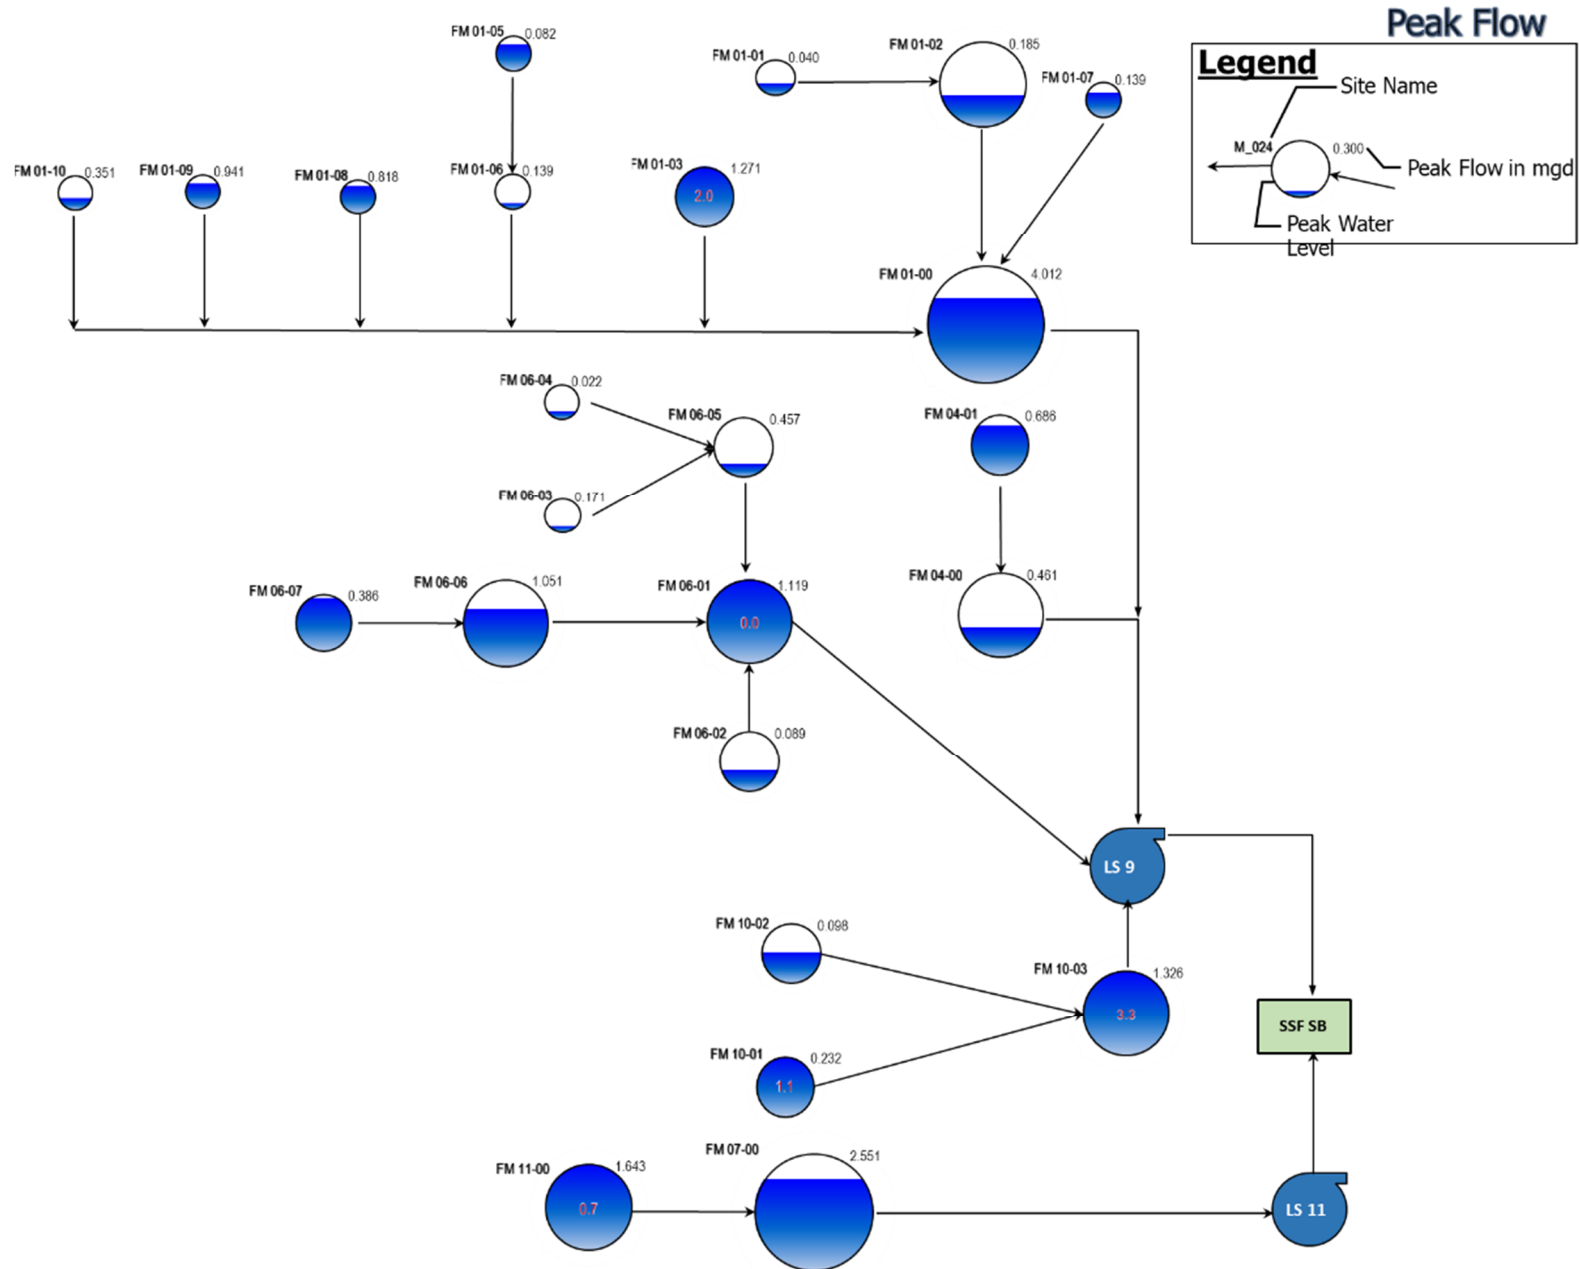 Peak Flow
Legend
Site Name
M_024
0.300
Peak Flow in mgd
Peak Water
Level
FM 01-05
0.082
FM 01-01
0.040
FM 01-02
0.185
FM 01-07
0.139
FM 01-10
0.351
FM 01-09
0.941
FM 01-08
0.818
FM 01-06
0.139
FM 01-03
1.271
2.0
FM 01-00
4.012
FM 06-04
0.022
FM 06-05
0.457
FM 04-01
0.686
FM 06-03
0.171
FM 06-07
0.386
FM 06-06
1.051
FM 06-01
1.119
0.0
FM 04-00
0.461
FM 06-02
0.089
LS 9
FM 10-02
0.098
FM 10-03
1.326
3.3
SSF SB
FM 10-01
0.232
1.1
FM 07-00
2.551
FM 11-00
1.643
0.7
LS 11